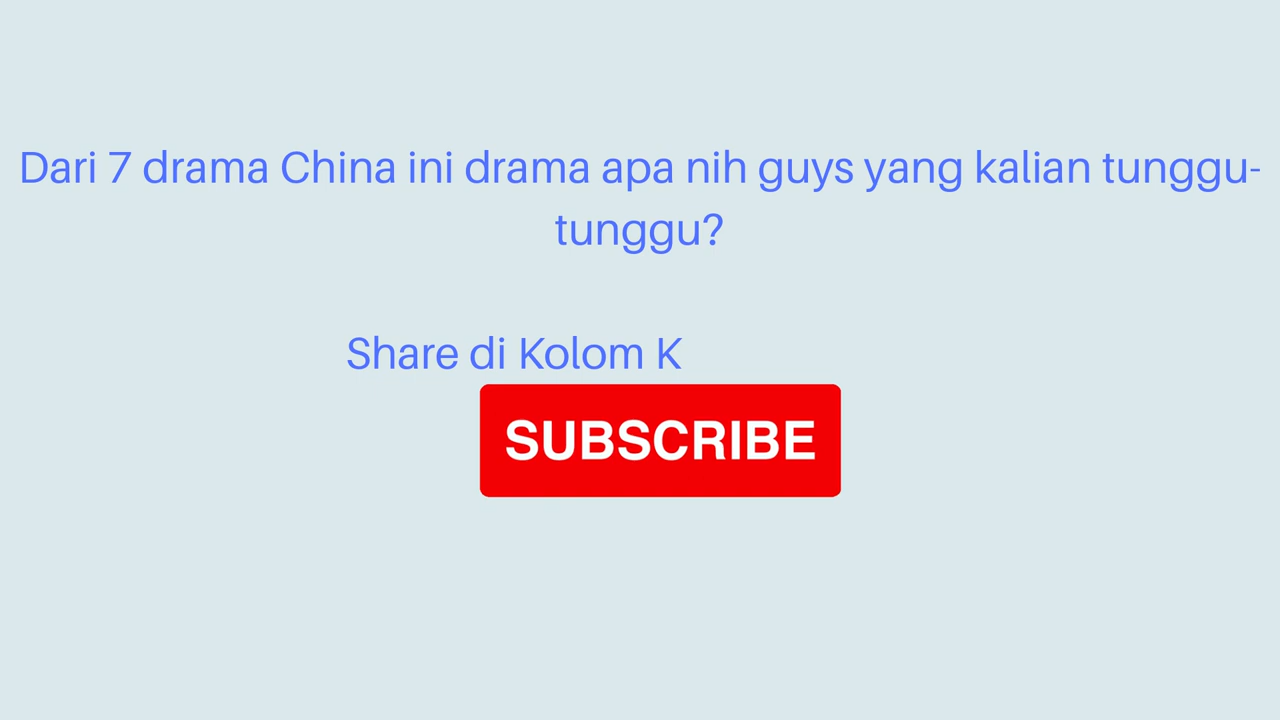 Dari 7 drama China ini drama apa nih guys yang kalian tunggu-
tunggu?
Share di Kolom K
SUBSCRIBE